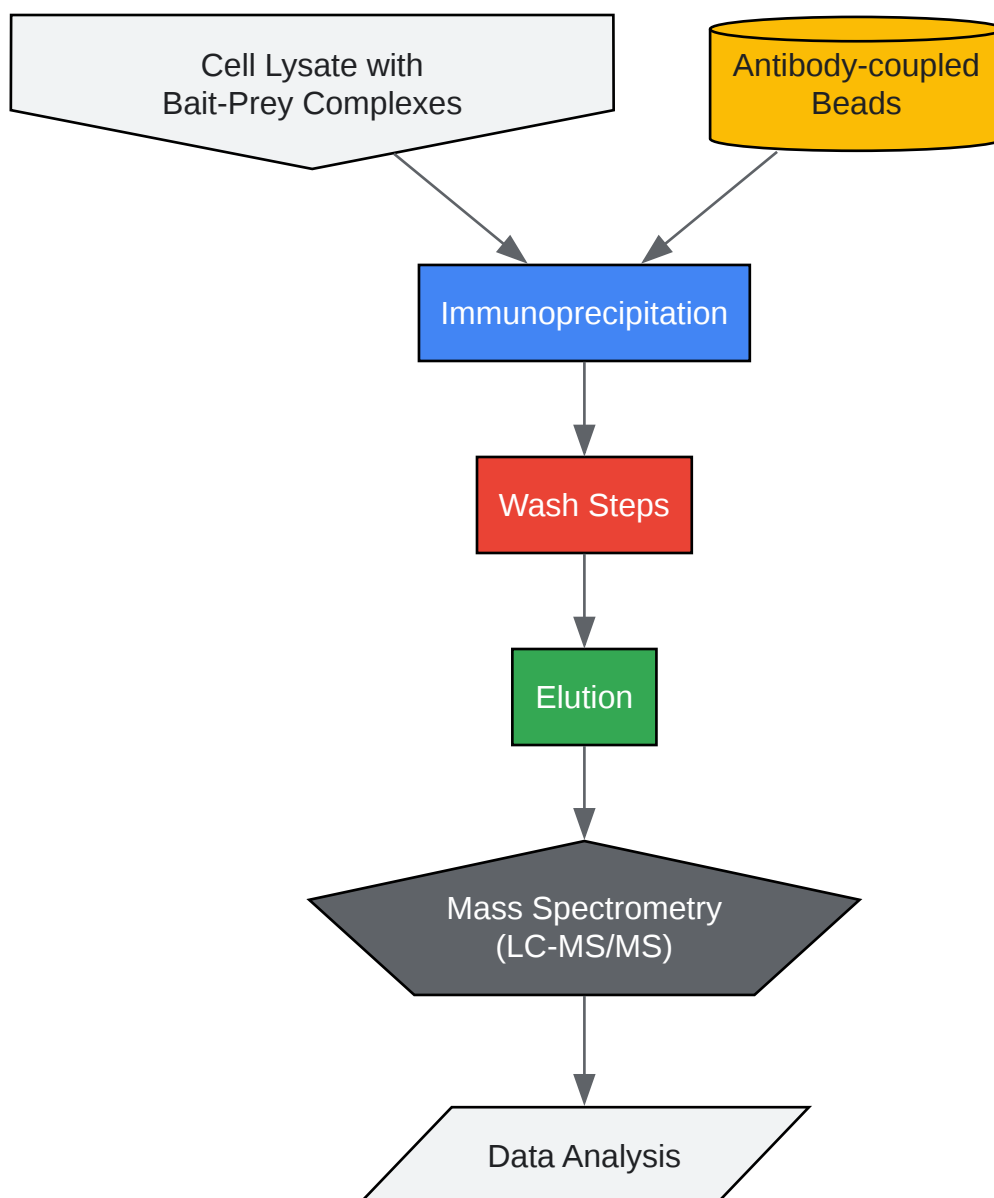 Cell Lysate with
Bait-Prey Complexes
Antibody-coupled
Beads
Immunoprecipitation
Wash Steps
Elution
Mass Spectrometry
(LC-MS/MS)
Data Analysis